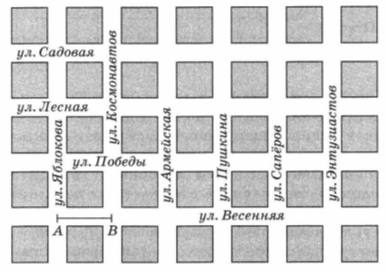 ул. Садовая
ул. Космонавтов
ул. Лесная
ул. Яблокова
ул. Победы
ул. Армейская
ул. Пушкина
ул. Сапёров
ул. Энтузиастов
ул. Весенняя
A
B